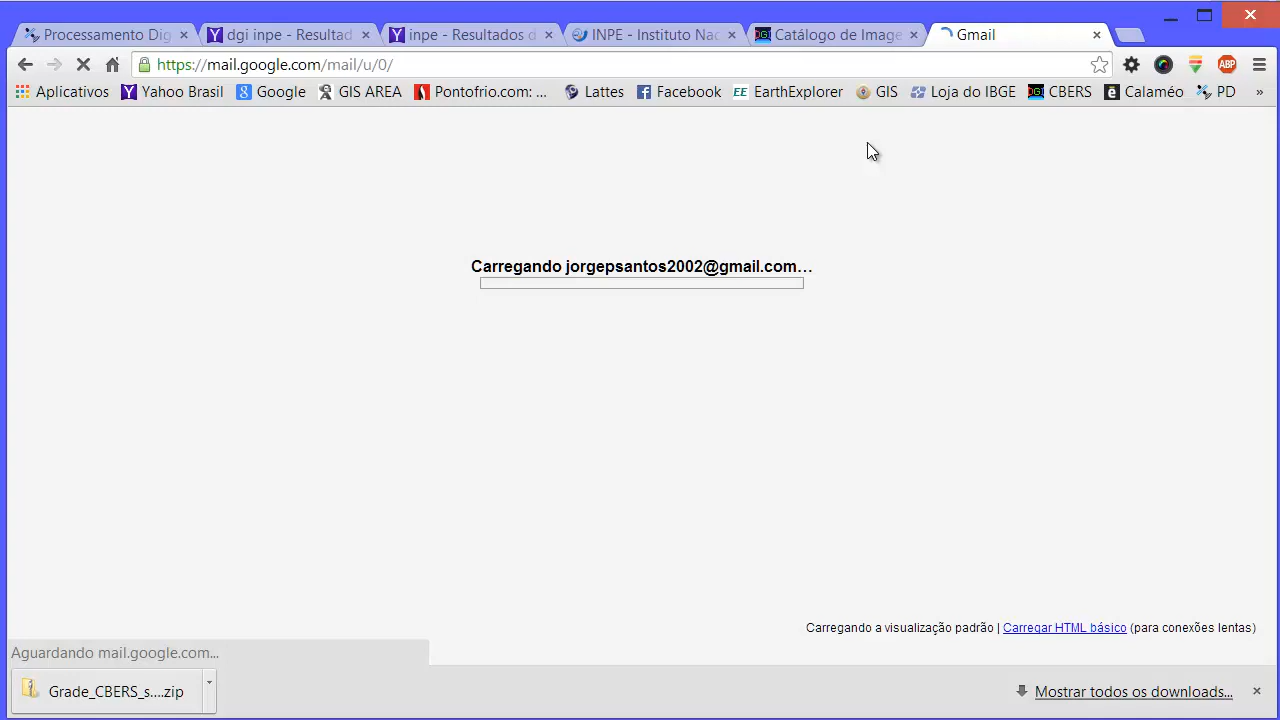 Processamento Dig
dgi inpe - Resultad
inpe - Resultados d
INPE - Instituto Nac
Catálogo de Image
Gmail
https://mail.google.com/mail/u/0/
ABP
Aplicativos
Yahoo Brasil
Google
GIS AREA
Pontofrio.com: ...
Lattes
Facebook
EE EarthExplorer
GIS
Loja do IBGE
DGI CBERS
ē Calaméo
PD
»
Carregando jorgepsantos2002@gmail.com...
Carregando a visualização padrão | Carregar HTML básico (para conexões lentas)
Aguardando mail.google.com...
Grade_CBERS_s....zip
Mostrar todos os downloads...